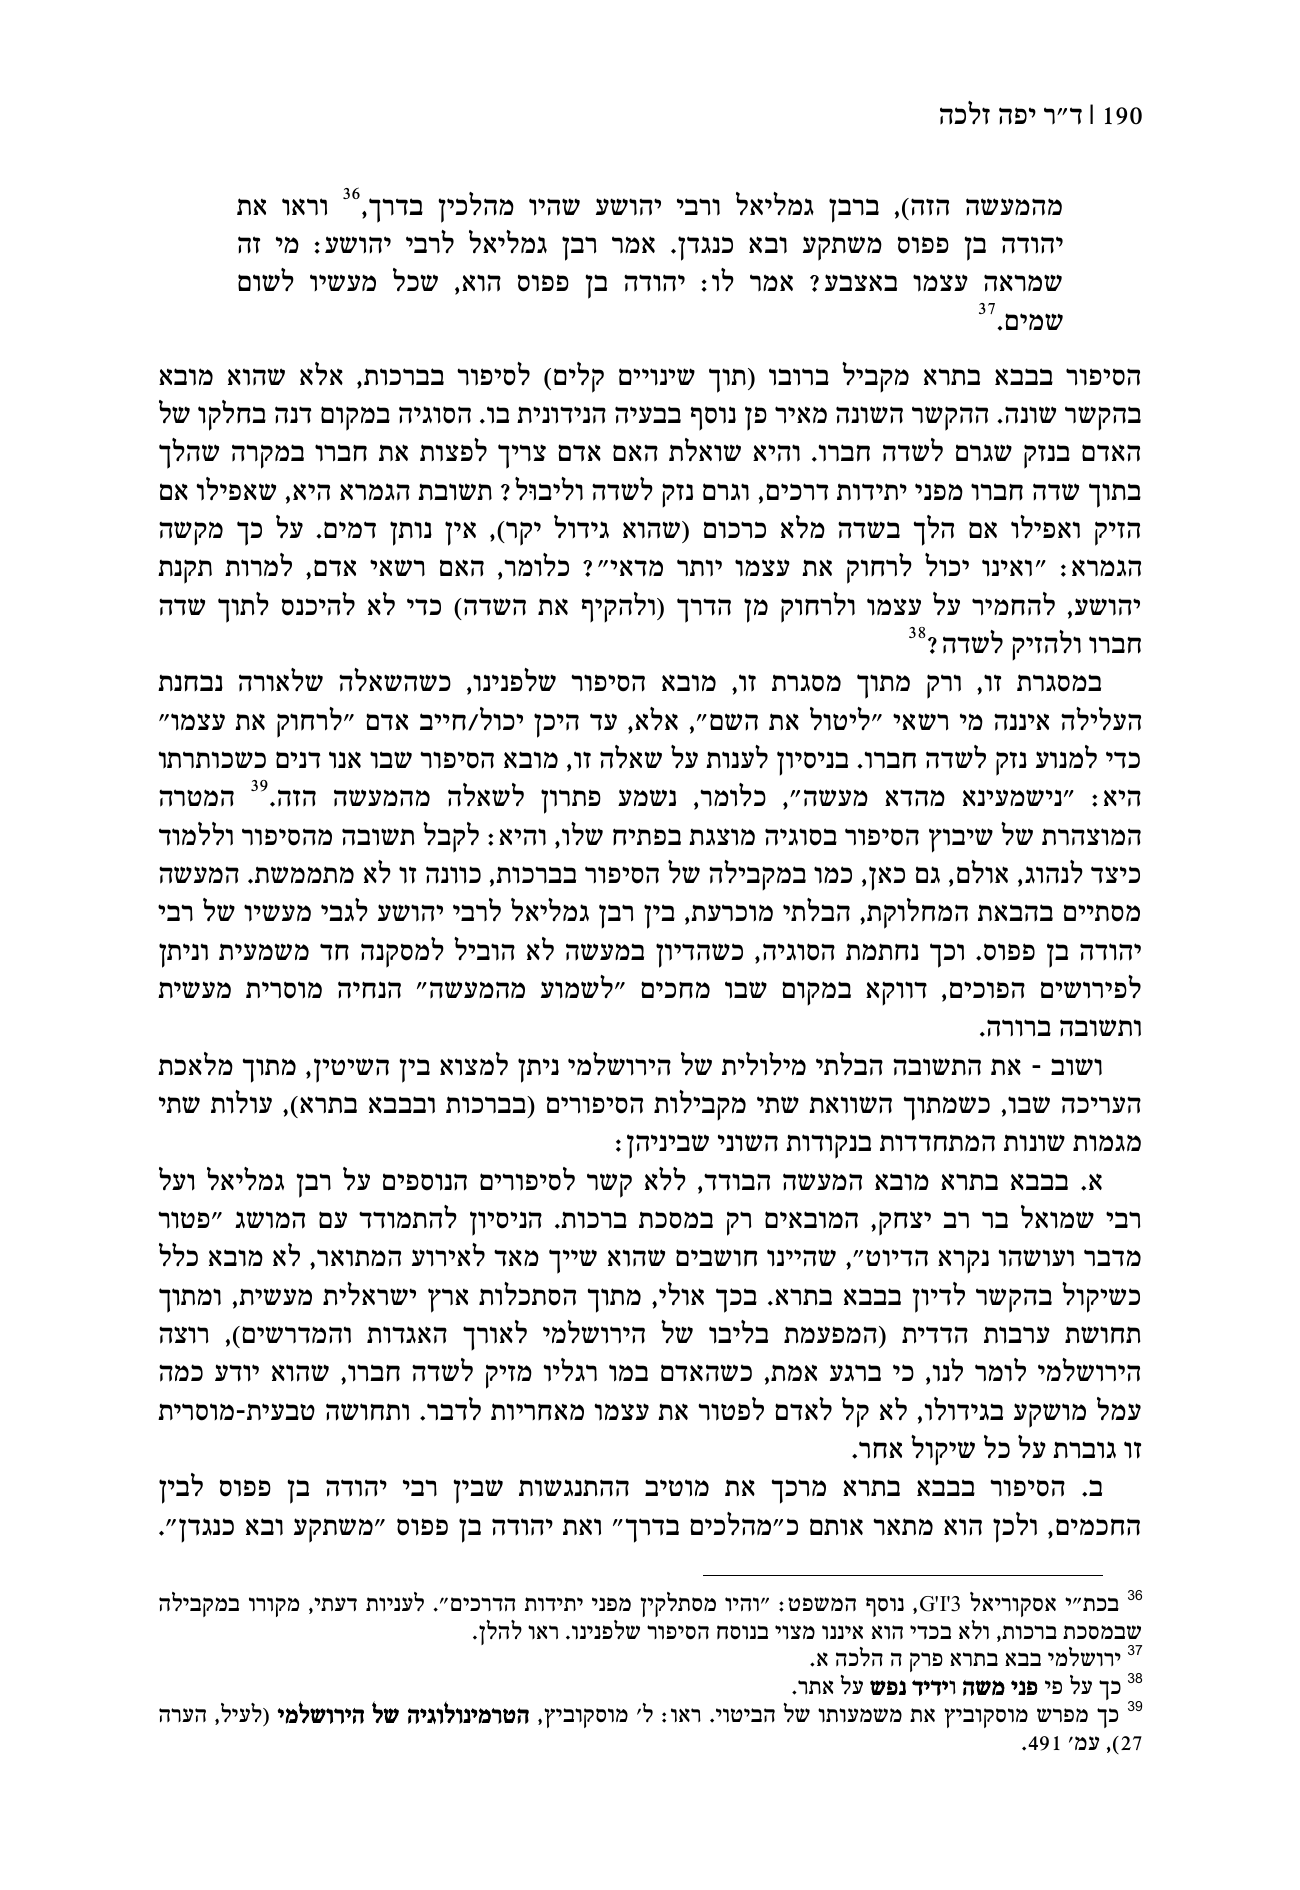 190 | ד״ר יפה זלכה
מהמעשה הזה), ברבן גמליאל ורבי יהושע שהיו מהלכין בדרך,36 וראו את
יהודה בן פפוס משתקע ובא כנגדן. אמר רבן גמליאל לרבי יהושע: מי זה
שמראה עצמו באצבע? אמר לו: יהודה בן פפוס הוא, שכל מעשיו לשום
שמים.37
הסיפור בבבא בתרא מקביל ברובו (תוך שינויים קלים) לסיפור בברכות, אלא שהוא מובא
בהקשר שונה. ההקשר השונה מאיר פן נוסף בבעיה הנידונית בו. הסוגיה במקום דנה בחלקו של
האדם בנזק שגרם לשדה חברו. והיא שואלת האם אדם צריך לפצות את חברו במקרה שהלך
בתוך שדה חברו מפני יתידות דרכים, וגרם נזק לשדה וליבול? תשובת הגמרא היא, שאפילו אם
הזיק ואפילו אם הלך בשדה מלא כרכום (שהוא גידול יקר), אין נותן דמים. על כך מקשה
הגמרא: ״ואינו יכול לרחוק את עצמו יותר מדאי״? כלומר, האם רשאי אדם, למרות תקנת
יהושע, להחמיר על עצמו ולרחוק מן הדרך (ולהקיף את השדה) כדי לא להיכנס לתוך שדה
חברו ולהזיק לשדה?38
במסגרת זו, ורק מתוך מסגרת זו, מובא הסיפור שלפנינו, כשהשאלה שלאורה נבחנת
העלילה איננה מי רשאי ״ליטול את השם״, אלא, עד היכן יכול/חייב אדם ״לרחוק את עצמו״
כדי למנוע נזק לשדה חברו. בניסיון לענות על שאלה זו, מובא הסיפור שבו אנו דנים כשכותרתו
היא: ״נישמעינא מהדא מעשה״, כלומר, נשמע פתרון לשאלה מהמעשה הזה.39 המטרה
המוצהרת של שיבוץ הסיפור בסוגיה מוצגת בפתיח שלו, והיא: לקבל תשובה מהסיפור וללמוד
כיצד לנהוג, אולם, גם כאן, כמו במקבילה של הסיפור בברכות, כוונה זו לא מתממשת. המעשה
מסתיים בהבאת המחלוקת, הבלתי מוכרעת, בין רבן גמליאל לרבי יהושע לגבי מעשיו של רבי
יהודה בן פפוס. וכך נחתמת הסוגיה, כשהדיון במעשה לא הוביל למסקנה חד משמעית וניתן
לפירושים הפוכים, דווקא במקום שבו מחכים ״לשמוע מהמעשה״ הנחיה מוסרית מעשית
ותשובה ברורה.
ושוב - את התשובה הבלתי מילולית של הירושלמי ניתן למצוא בין השיטין, מתוך מלאכת
העריכה שבו, כשמתוך השוואת שתי מקבילות הסיפורים (בברכות ובבבא בתרא), עולות שתי
מגמות שונות המתחדדות בנקודות השוני שביניהן:
א. בבבא בתרא מובא המעשה הבודד, ללא קשר לסיפורים הנוספים על רבן גמליאל ועל
רבי שמואל בר רב יצחק, המובאים רק במסכת ברכות. הניסיון להתמודד עם המושג ״פטור
מדבר ועושהו נקרא הדיוט״, שהיינו חושבים שהוא שייך מאד לאירוע המתואר, לא מובא כלל
כשיקול בהקשר לדיון בבבא בתרא. בכך אולי, מתוך הסתכלות ארץ ישראלית מעשית, ומתוך
תחושת ערבות הדדית (המפעמת בליבו של הירושלמי לאורך האגדות והמדרשים), רוצה
הירושלמי לומר לנו, כי ברגע אמת, כשהאדם במו רגליו מזיק לשדה חברו, שהוא יודע כמה
עמל מושקע בגידולו, לא קל לאדם לפטור את עצמו מאחריות לדבר. ותחושה טבעית-מוסרית
זו גוברת על כל שיקול אחר.
ב. הסיפור בבבא בתרא מרכך את מוטיב ההתנגשות שבין רבי יהודה בן פפוס לבין
החכמים, ולכן הוא מתאר אותם כ״מהלכים בדרך״ ואת יהודה בן פפוס ״משתקע ובא כנגדן״.
36 בכת״י אסקוריאל G'I'3, נוסף המשפט: ״והיו מסתלקין מפני יתידות הדרכים״. לעניות דעתי, מקורו במקבילה
שבמסכת ברכות, ולא בכדי הוא איננו מצוי בנוסח הסיפור שלפנינו. ראו להלן.
37 ירושלמי בבא בתרא פרק ה הלכה א.
38 כך על פי פני משה וידיד נפש על אתר.
39 כך מפרש מוסקוביץ את משמעותו של הביטוי. ראו: ל׳ מוסקוביץ, הטרמינולוגיה של הירושלמי (לעיל, הערה
27), עמ׳ 491.